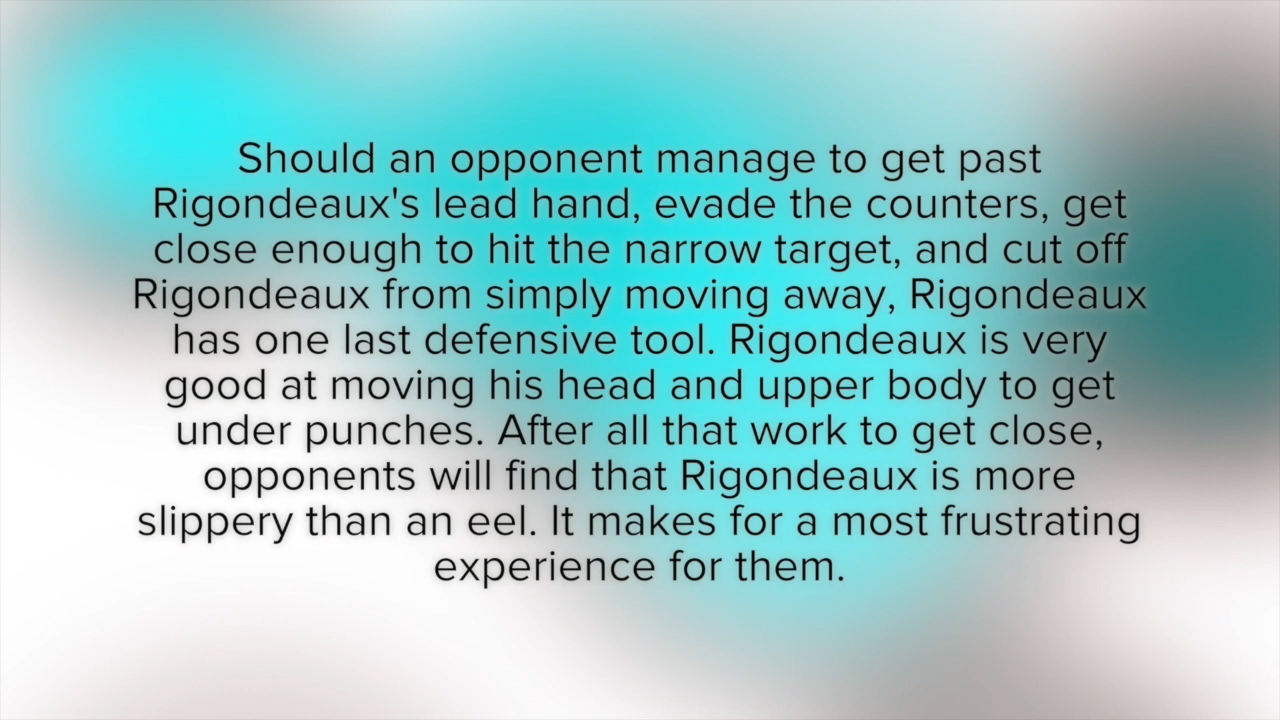 Should an opponent manage to get past
Rigondeaux's lead hand, evade the counters, get
close enough to hit the narrow target, and cut off
Rigondeaux from simply moving away, Rigondeaux
has one last defensive tool. Rigondeaux is very
good at moving his head and upper body to get
under punches. After all that work to get close,
opponents will find that Rigondeaux is more
slippery than an eel. It makes for a most frustrating
experience for them.